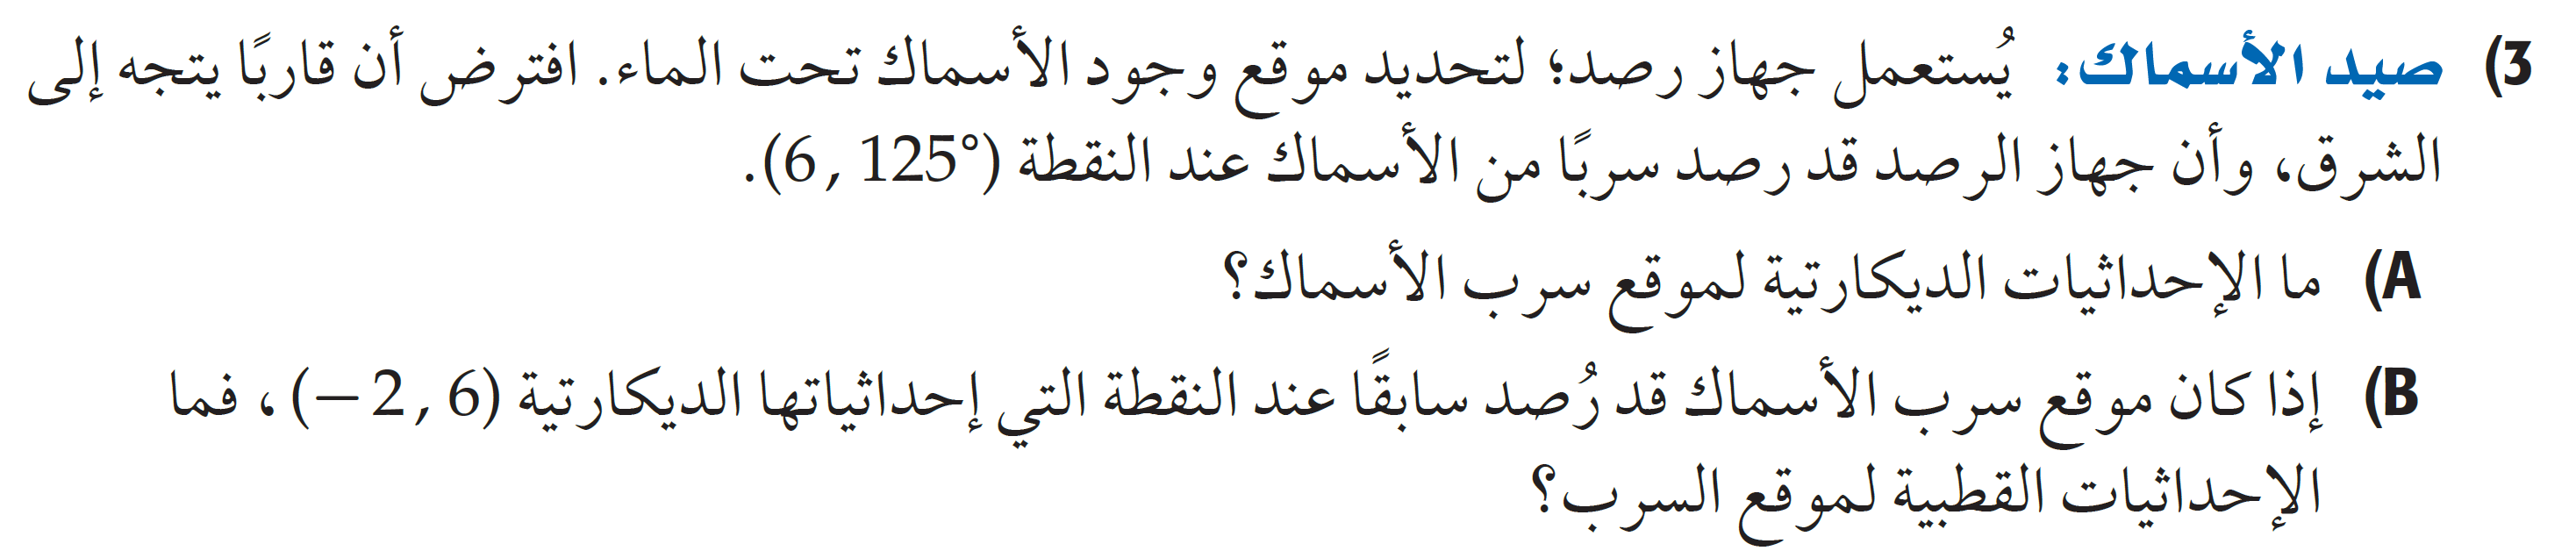 3) صيد الأسماك: يُستعمل جهاز رصد؛ لتحديد موقع وجود الأسماك تحت الماء. افترض أن قاربًا يتجه إلى
الشرق، وأن جهاز الرصد قد رصد سربًا من الأسماك عند النقطة (6, 125°).
A) ما الإحداثيات الديكارتية لموقع سرب الأسماك؟
B) إذا كان موقع سرب الأسماك قد رُصد سابقًا عند النقطة التي إحداثياتها الديكارتية (−2, 6)، فما
الإحداثيات القطبية لموقع السرب؟